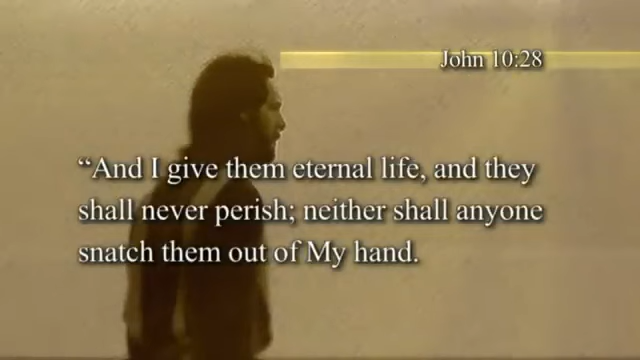 John 10:28
“And I give them eternal life, and they
shall never perish; neither shall anyone
snatch them out of My hand.